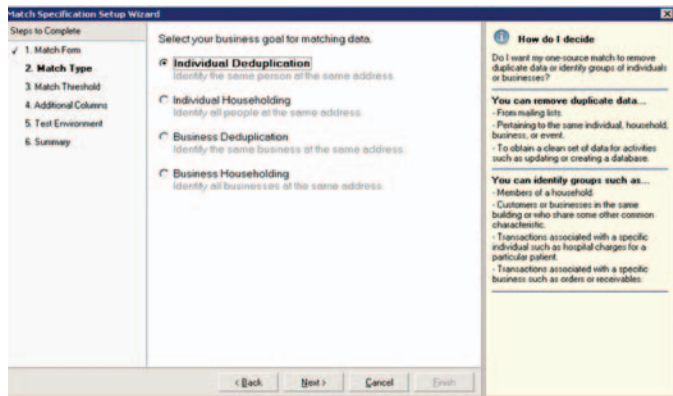 Match Specification Setup Wizard
Steps to Complete
✓ 1. Match Form
2. Match Type
3. Match Threshold
4. Additional Columns
5. Test Environment
6. Summary
Select your business goal for matching data.
Individual Deduplication
Identify the same person at the same address.
Individual Householding
Identify all people at the same address.
Business Deduplication
Identify the same business at the same address.
Business Householding
Identify all businesses at the same address.
< Back
Next >
Cancel
Finish
How do I decide
Do I want my one-source match to remove
duplicate data or identify groups of individuals
or businesses?
You can remove duplicate data...
- From mailing lists.
- Pertaining to the same individual, household,
business, or event.
- To obtain a clean set of data for activities
such as updating or creating a database.
You can identify groups such as...
- Members of a household.
- Customers or businesses in the same
building or who share some other common
characteristic.
- Transactions associated with a specific
individual such as hospital charges for a
particular patient.
- Transactions associated with a specific
business such as orders or receivables.